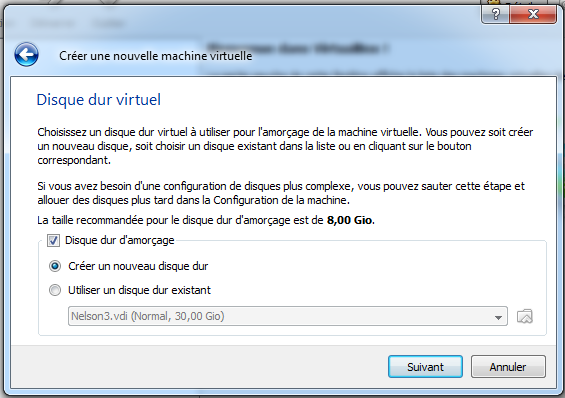 Créer une nouvelle machine virtuelle
Disque dur virtuel
Choisissez un disque dur virtuel à utiliser pour l'amorçage de la machine virtuelle. Vous pouvez soit créer
un nouveau disque, soit choisir un disque existant dans la liste ou en cliquant sur le bouton
correspondant.
Si vous avez besoin d'une configuration de disques plus complexe, vous pouvez sauter cette étape et
allouer des disques plus tard dans la Configuration de la machine.
La taille recommandée pour le disque dur d'amorçage est de 8,00 Gio.
Disque dur d'amorçage
Créer un nouveau disque dur
Utiliser un disque dur existant
Nelson3.vdi (Normal, 30,00 Gio)
Suivant
Annuler